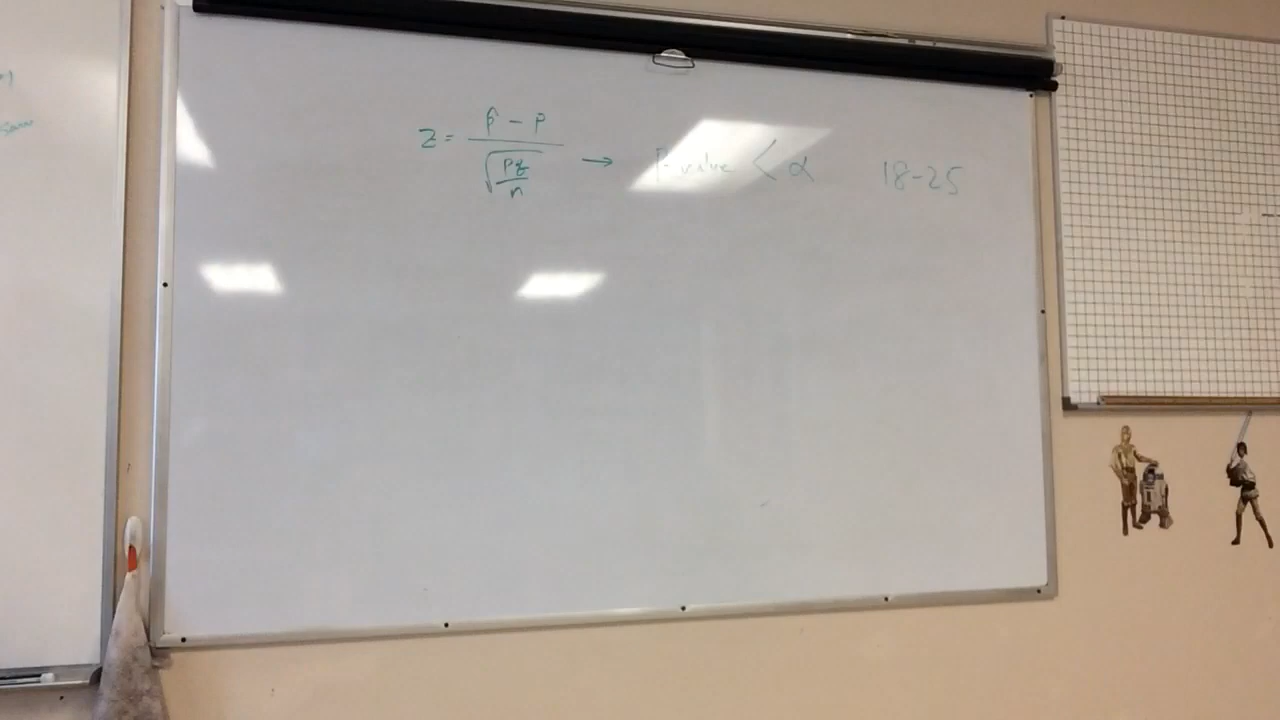 z = p̂ - p / √(pq/n) → P-value < α 18-25